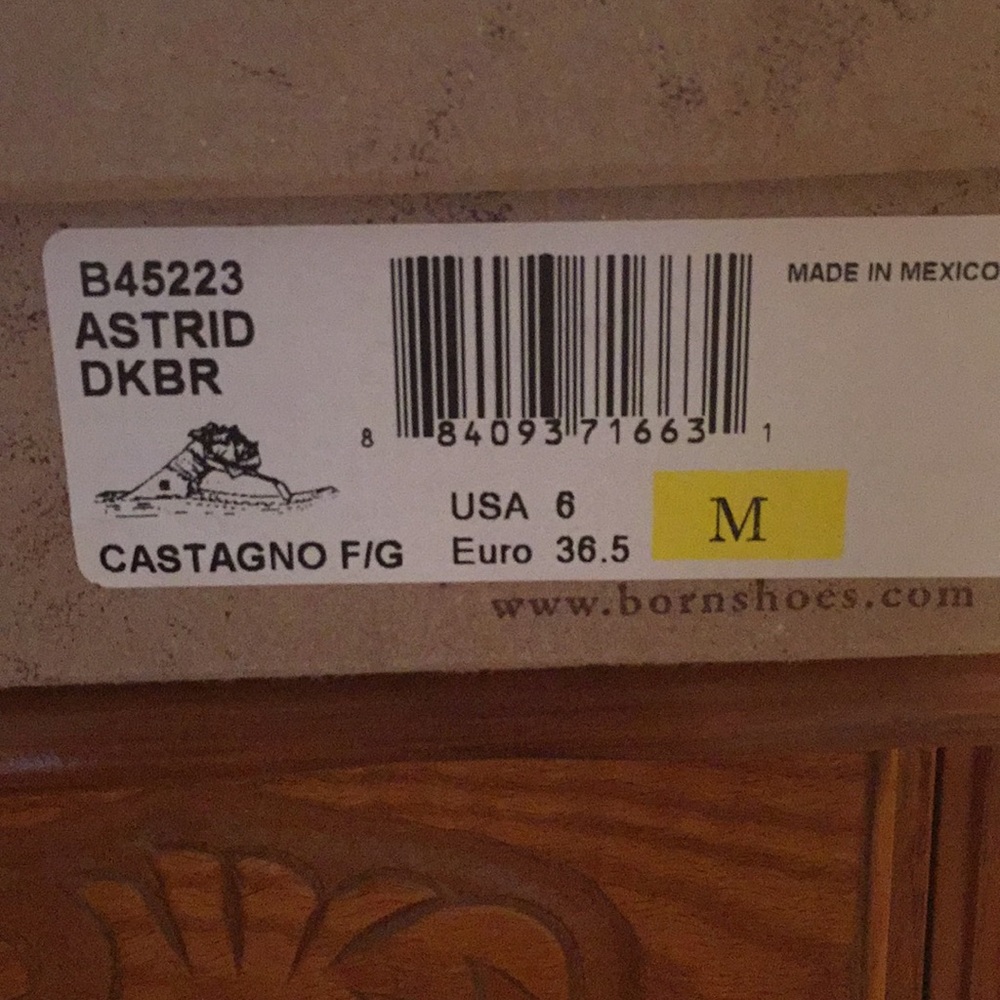 B45223
ASTRID
DKBR
MADE IN MEXICO
8 84093 71663 1
USA 6
Euro 36.5
M
CASTAGNO F/G
www.bornshoes.com